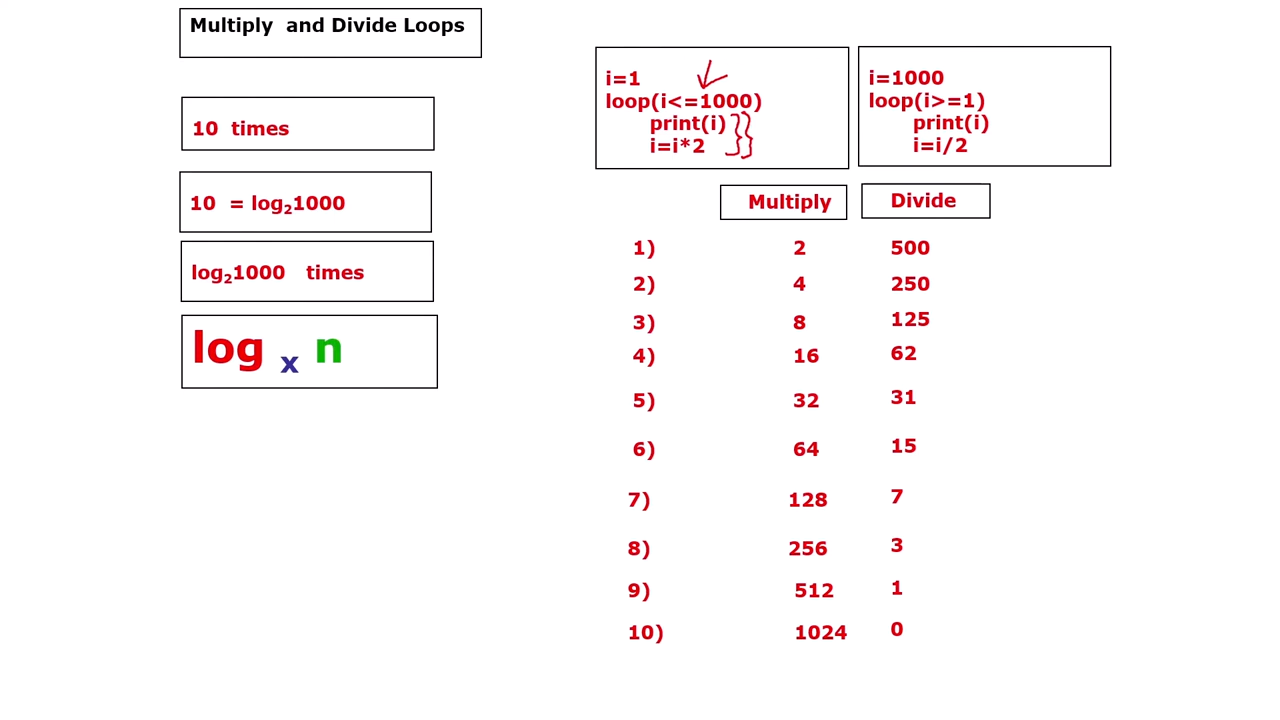 Multiply and Divide Loops
10 times
10 = log₂1000
log₂1000 times
log x n
i=1
loop(i<=1000)
print(i)
i=i*2
i=1000
loop(i>=1)
print(i)
i=i/2
Multiply Divide
1) 2 500
2) 4 250
3) 8 125
4) 16 62
5) 32 31
6) 64 15
7) 128 7
8) 256 3
9) 512 1
10) 1024 0